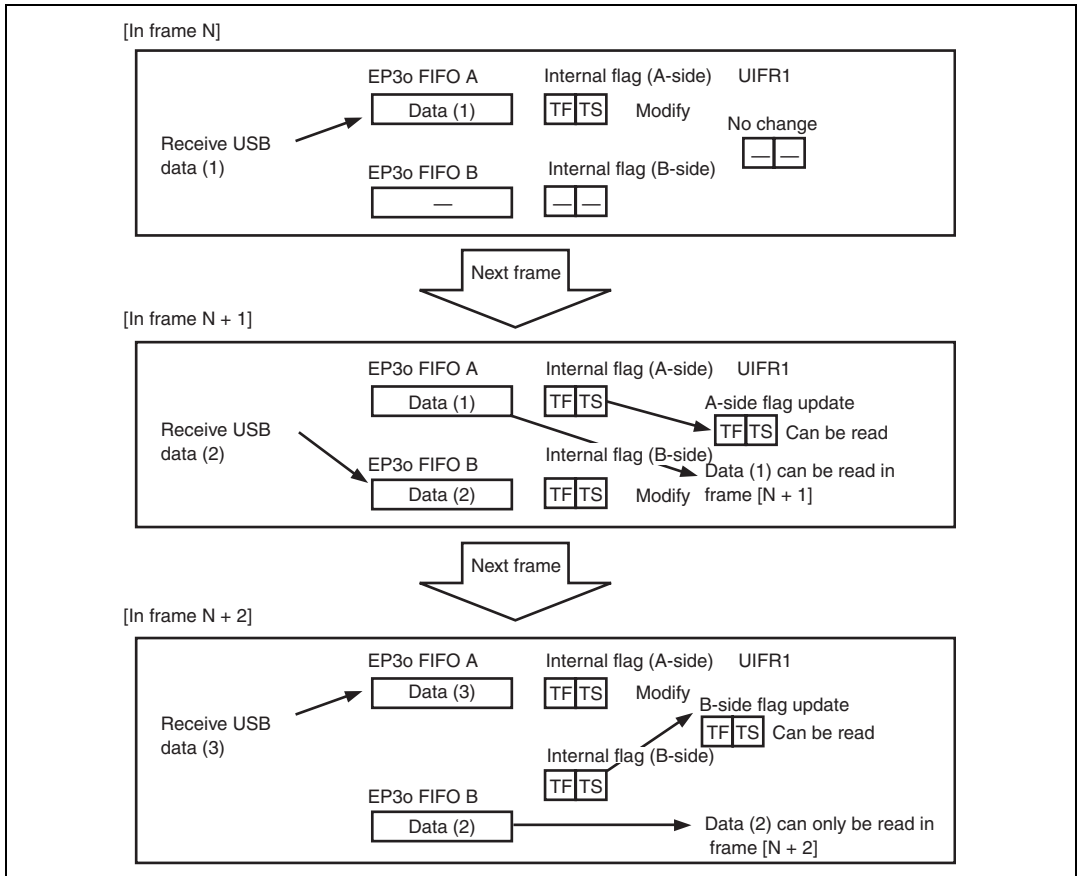 [In frame N]
EP3o FIFO A Internal flag (A-side) UIFR1
Data (1) TF TS Modify
No change
— —
Receive USB
data (1)
EP3o FIFO B Internal flag (B-side)
— — —
Next frame
[In frame N + 1]
EP3o FIFO A Internal flag (A-side) UIFR1
Data (1) TF TS
A-side flag update
TF TS Can be read
Receive USB
data (2)
EP3o FIFO B Internal flag (B-side)
Data (2) TF TS Modify
Data (1) can be read in
frame [N + 1]
Next frame
[In frame N + 2]
EP3o FIFO A Internal flag (A-side) UIFR1
Data (3) TF TS Modify
B-side flag update
TF TS Can be read
Receive USB
data (3)
Internal flag (B-side)
TF TS
EP3o FIFO B
Data (2)
Data (2) can only be read in
frame [N + 2]